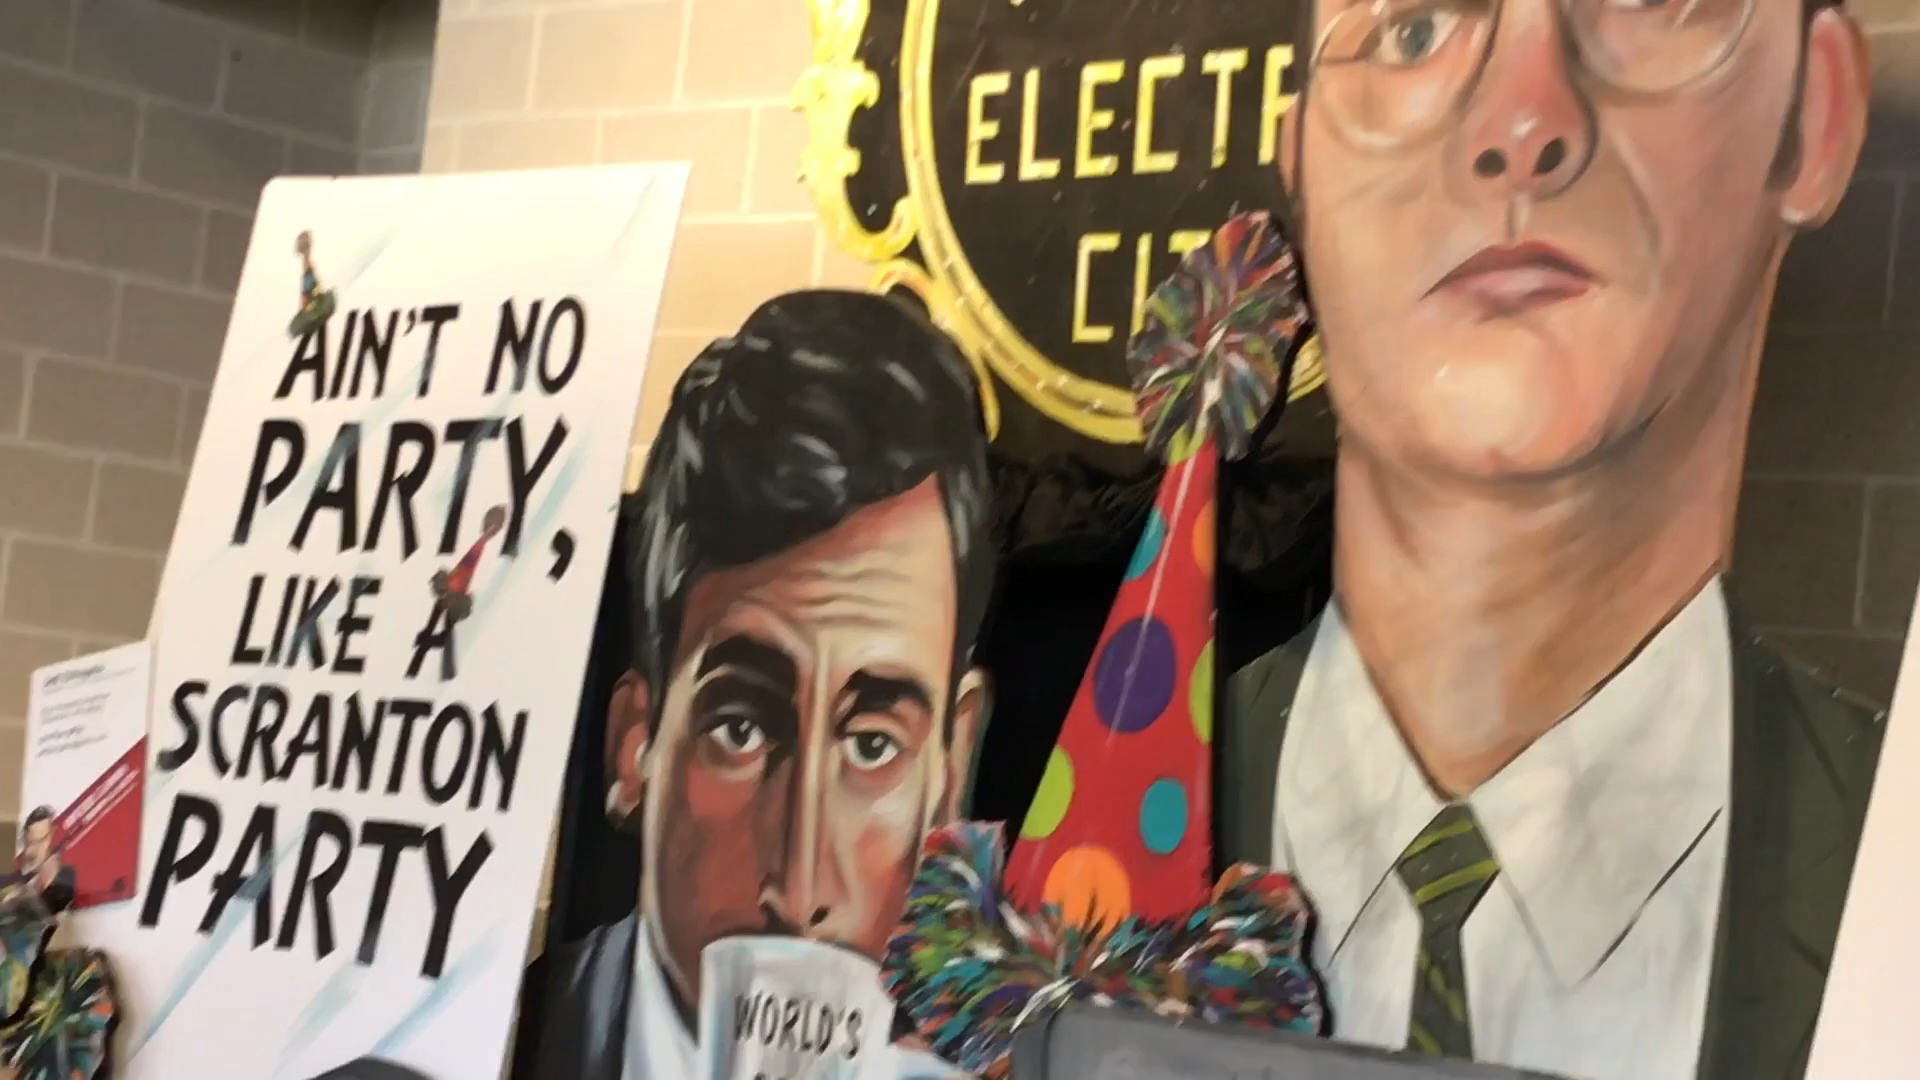 AIN'T NO
PARTY,
LIKE A
SCRANTON
PARTY
ELECTR
CIT
WORLD'S